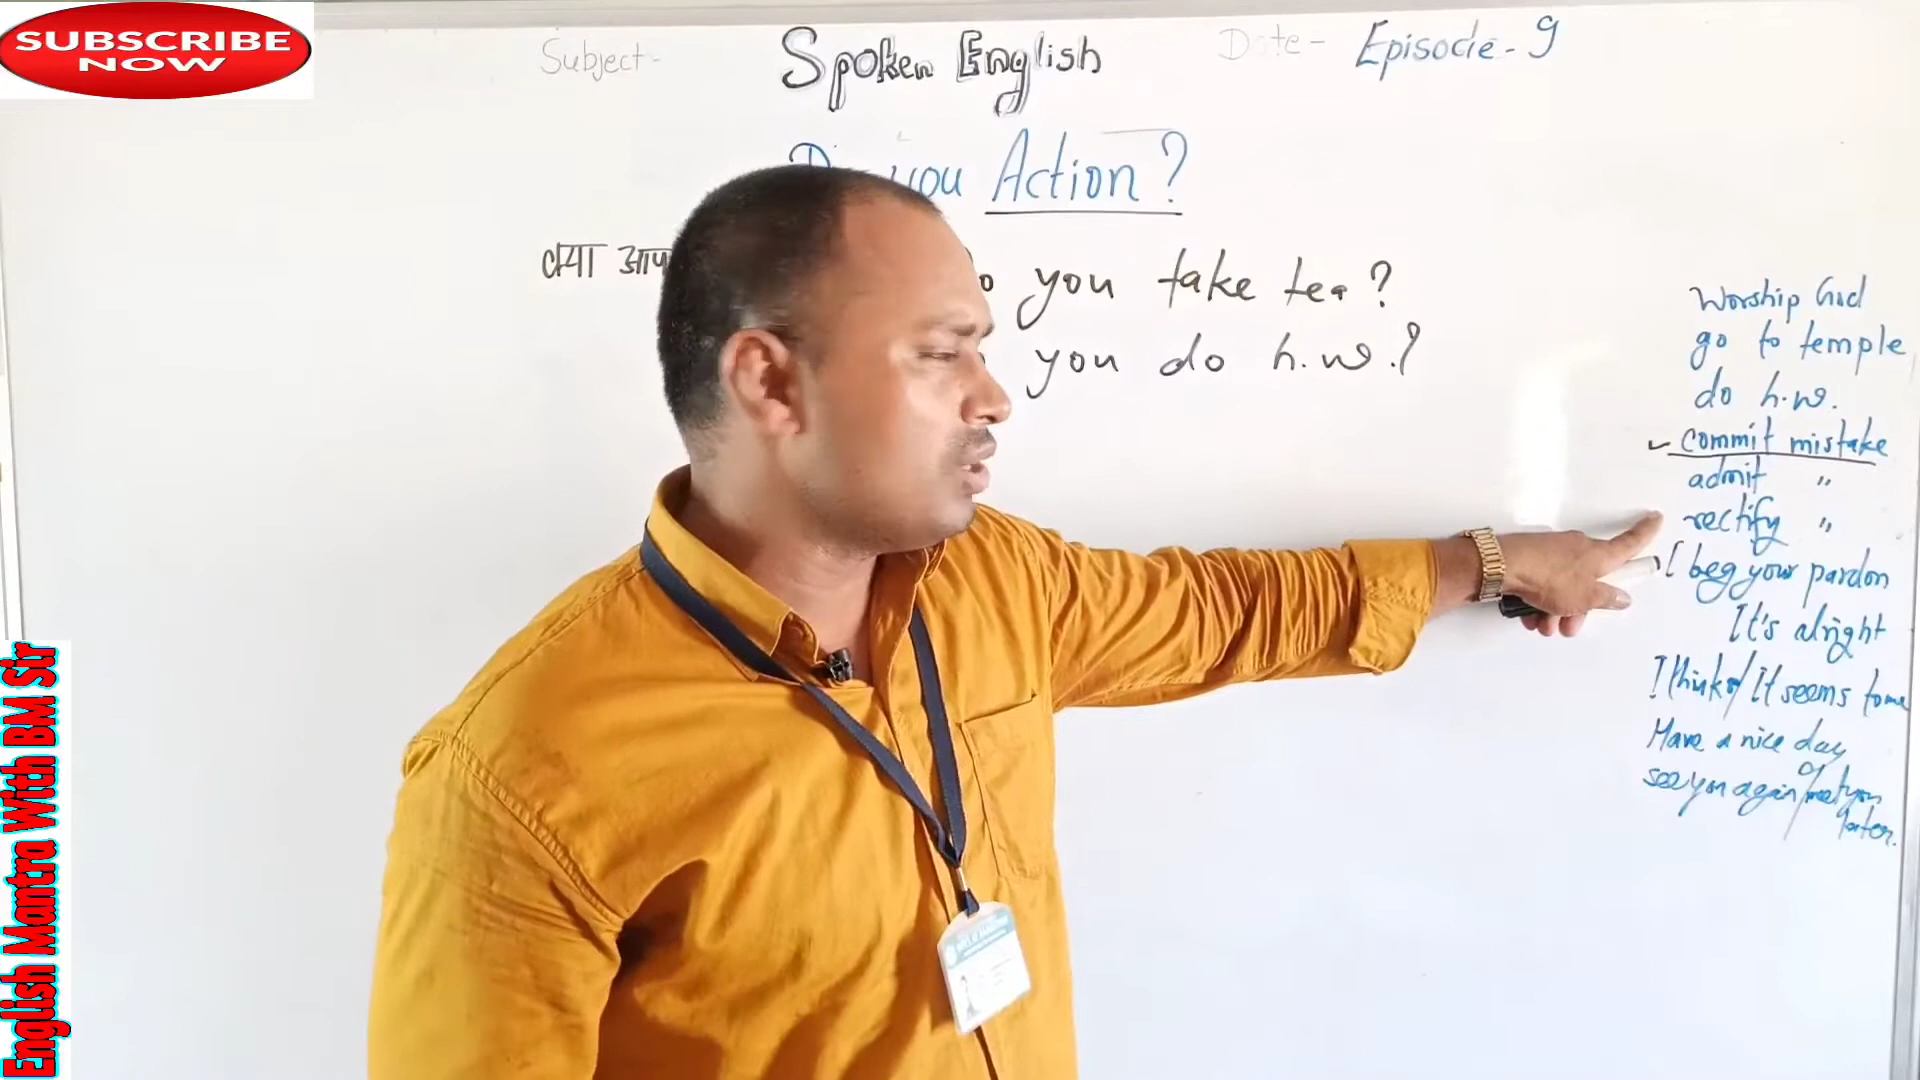 SUBSCRIBE
NOW
Subject-
Spoken English
Date-
Episode-9
you Action?
क्या आप
you take tea?
you do h.w.?
Worship God
go to temple
do h.w.
✓ commit mistake
admit "
rectify "
I beg your pardon
It's alright
I think/It seems to me
Have a nice day
see you again/meet you
later.
English Mantra With BM Sir